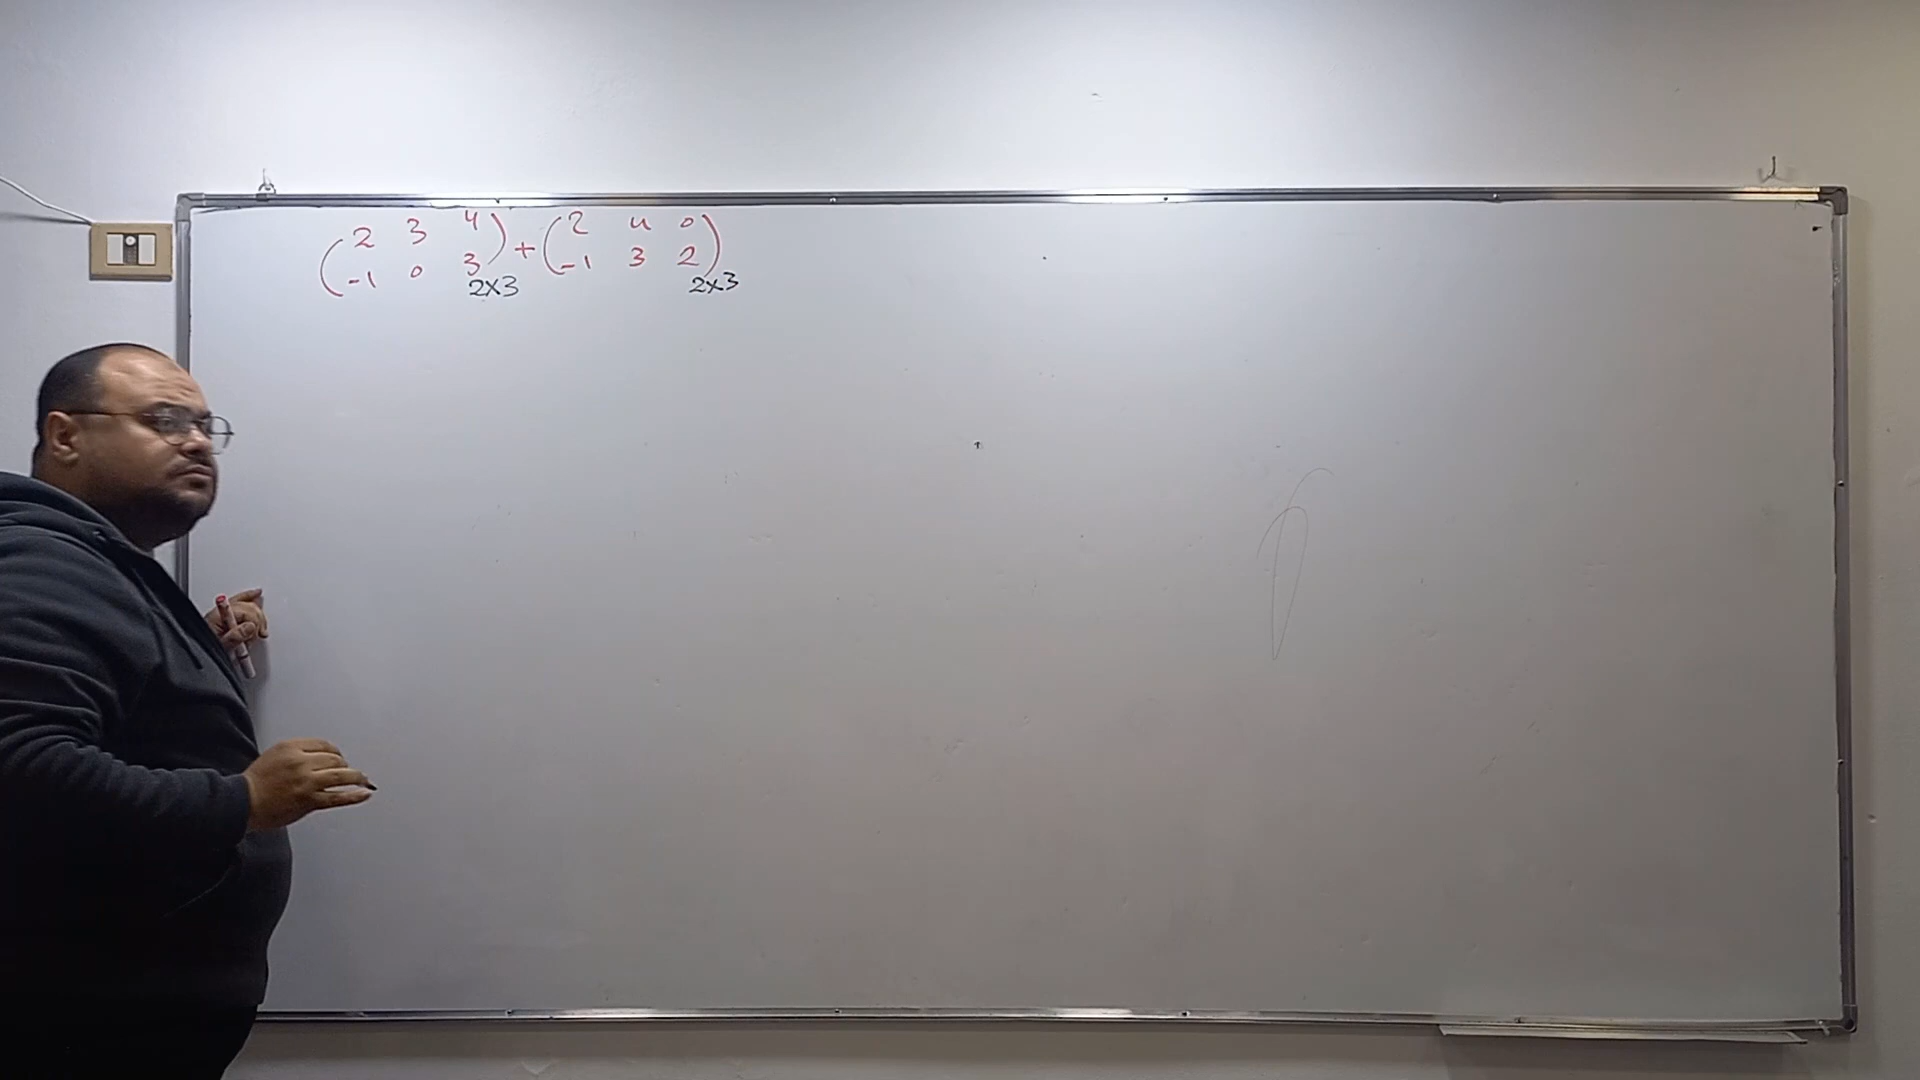 (2 3 4) + (2 4 0)
(-1 0 3) (-1 3 2)
2x3 2x3